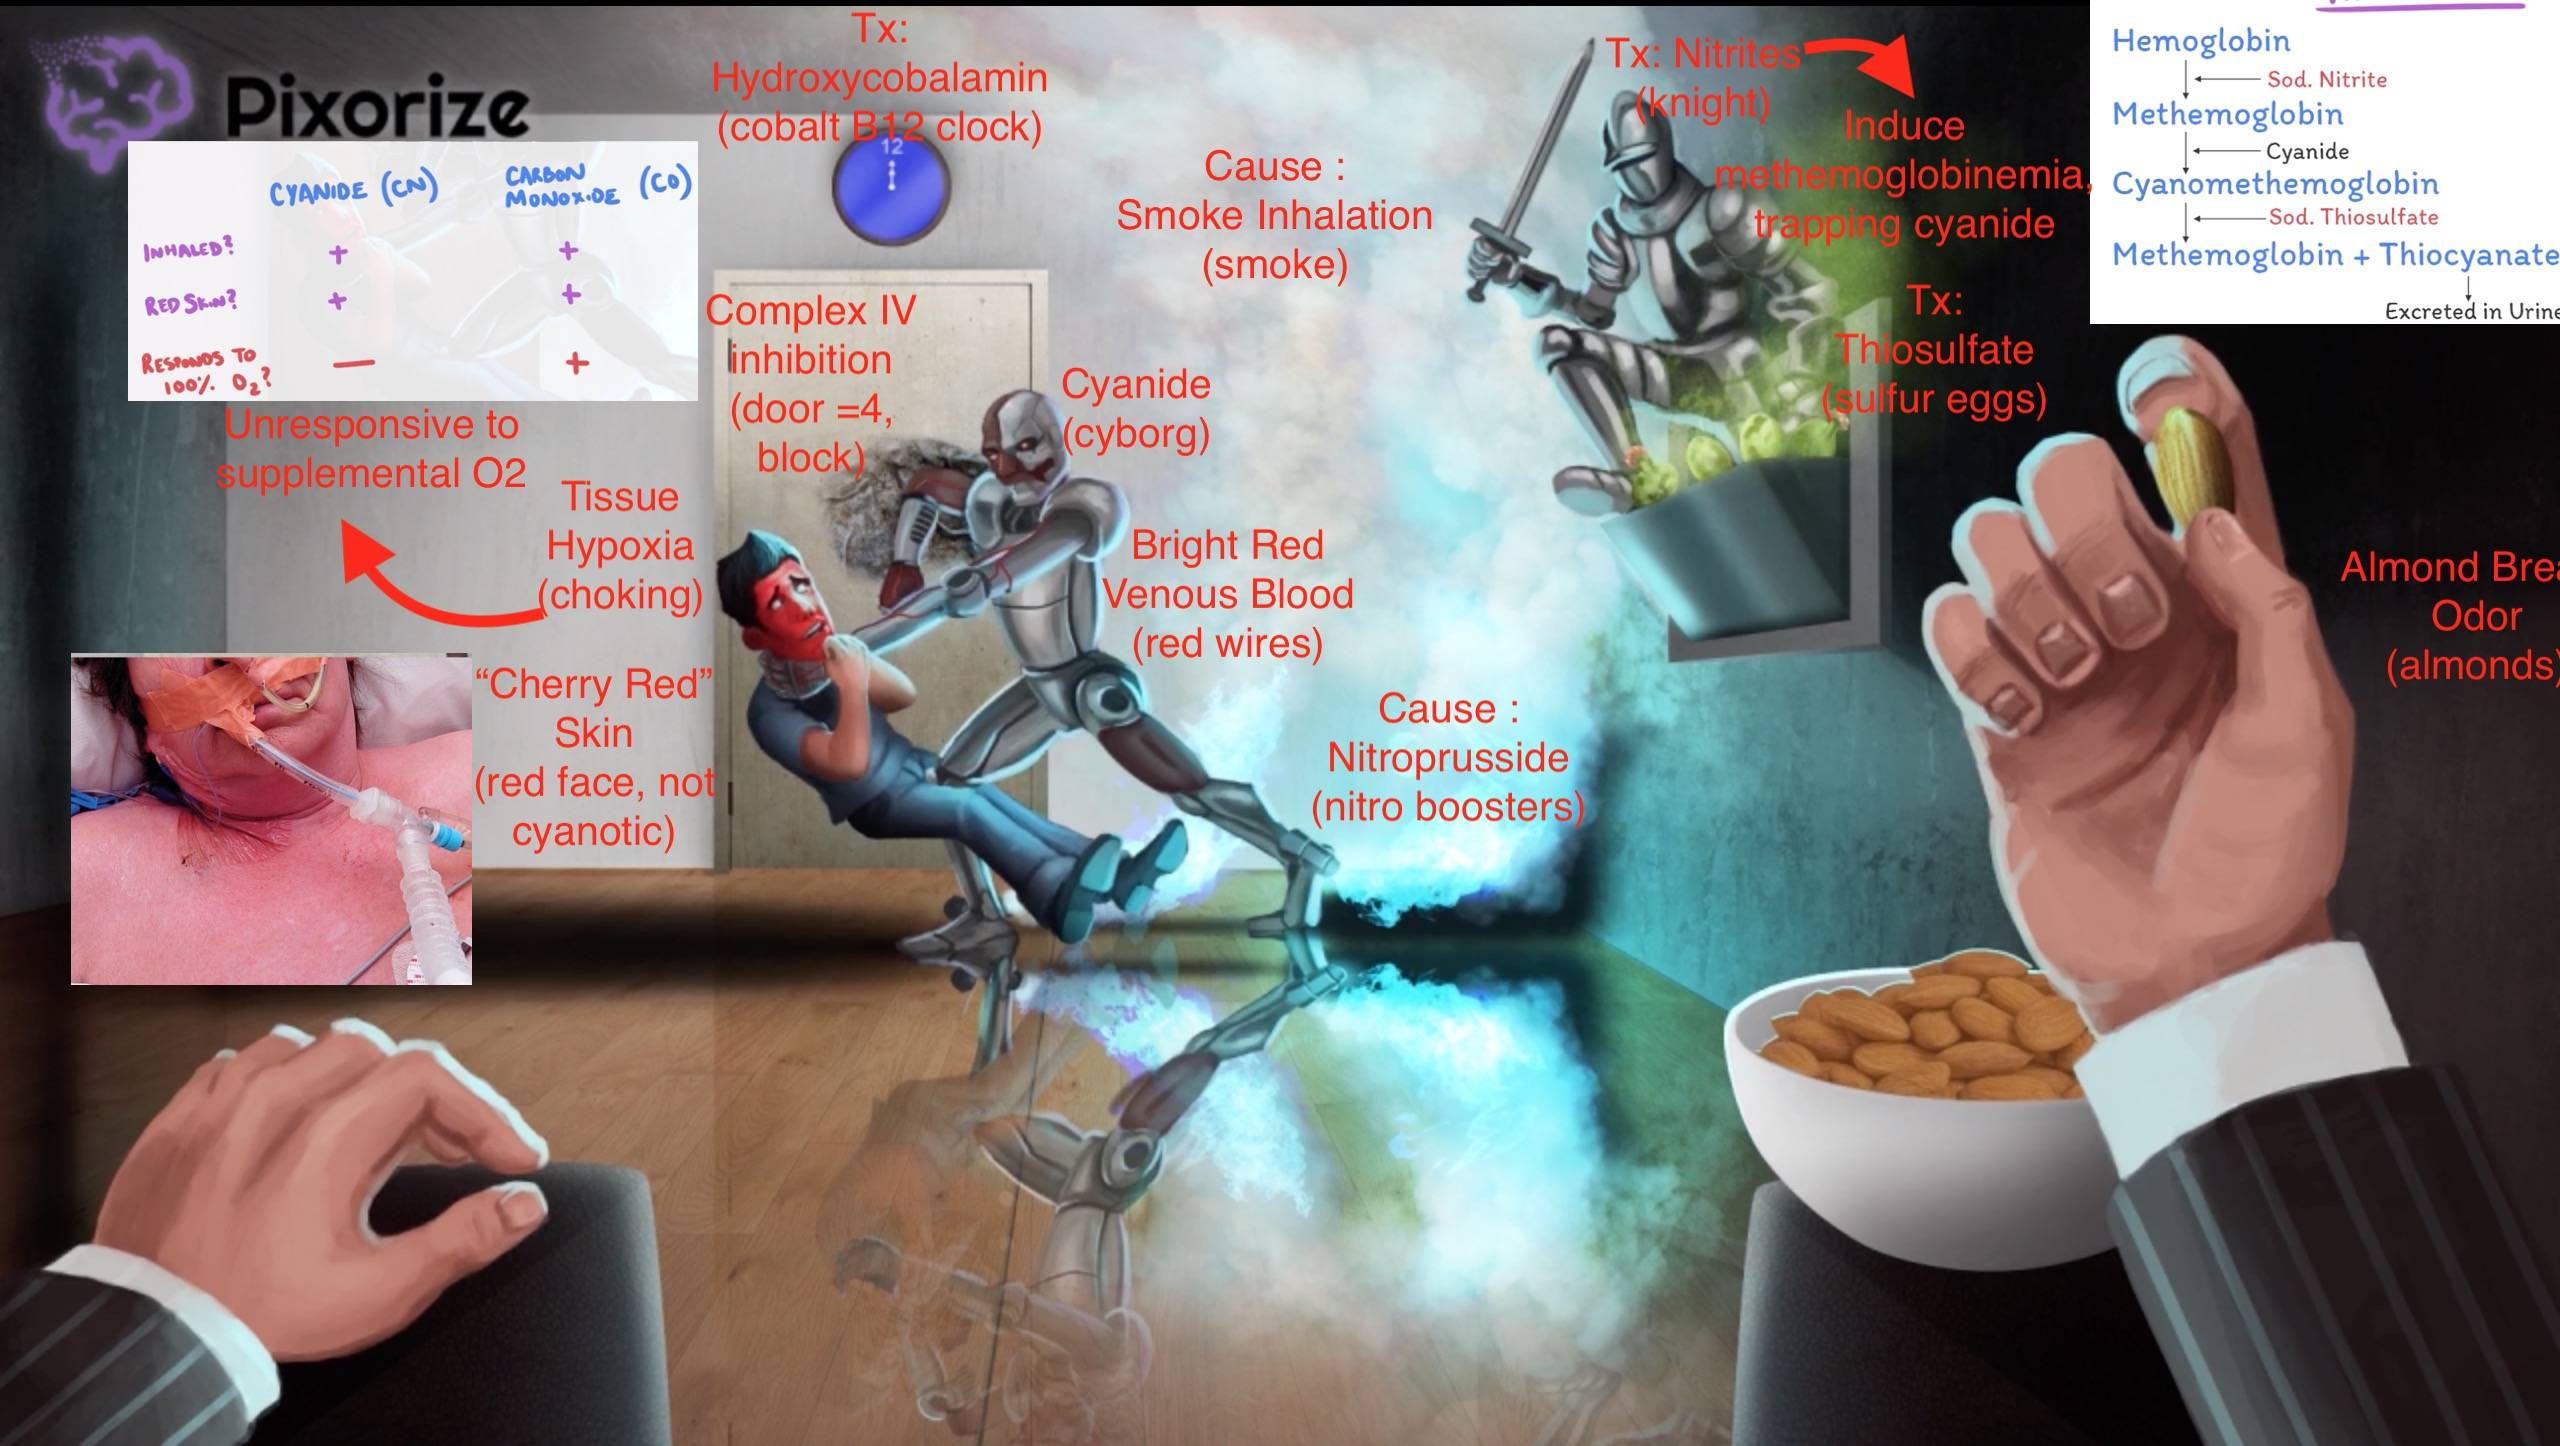 Pixorize
CYANIDE (CN)
CARBON
MONOXIDE (CO)
INHALED?
+
+
RED SKIN?
+
+
RESPONDS TO
100% O2?
—
+
Unresponsive to
supplemental O2
Tissue
Hypoxia
(choking)
“Cherry Red”
Skin
(red face, not
cyanotic)
Tx:
Hydroxycobalamin
(cobalt B12 clock)
12
Complex IV
inhibition
(door =4,
block)
Cyanide
(cyborg)
Cause :
Smoke Inhalation
(smoke)
Bright Red
Venous Blood
(red wires)
Cause :
Nitroprusside
(nitro boosters)
Tx: Nitrites
(knight)
Induce
methemoglobinemia,
trapping cyanide
Tx:
Thiosulfate
(sulfur eggs)
Hemoglobin
Sod. Nitrite
Methemoglobin
Cyanide
Cyanomethemoglobin
Sod. Thiosulfate
Methemoglobin + Thiocyanate
Excreted in Urine
Almond Brea
Odor
(almonds)